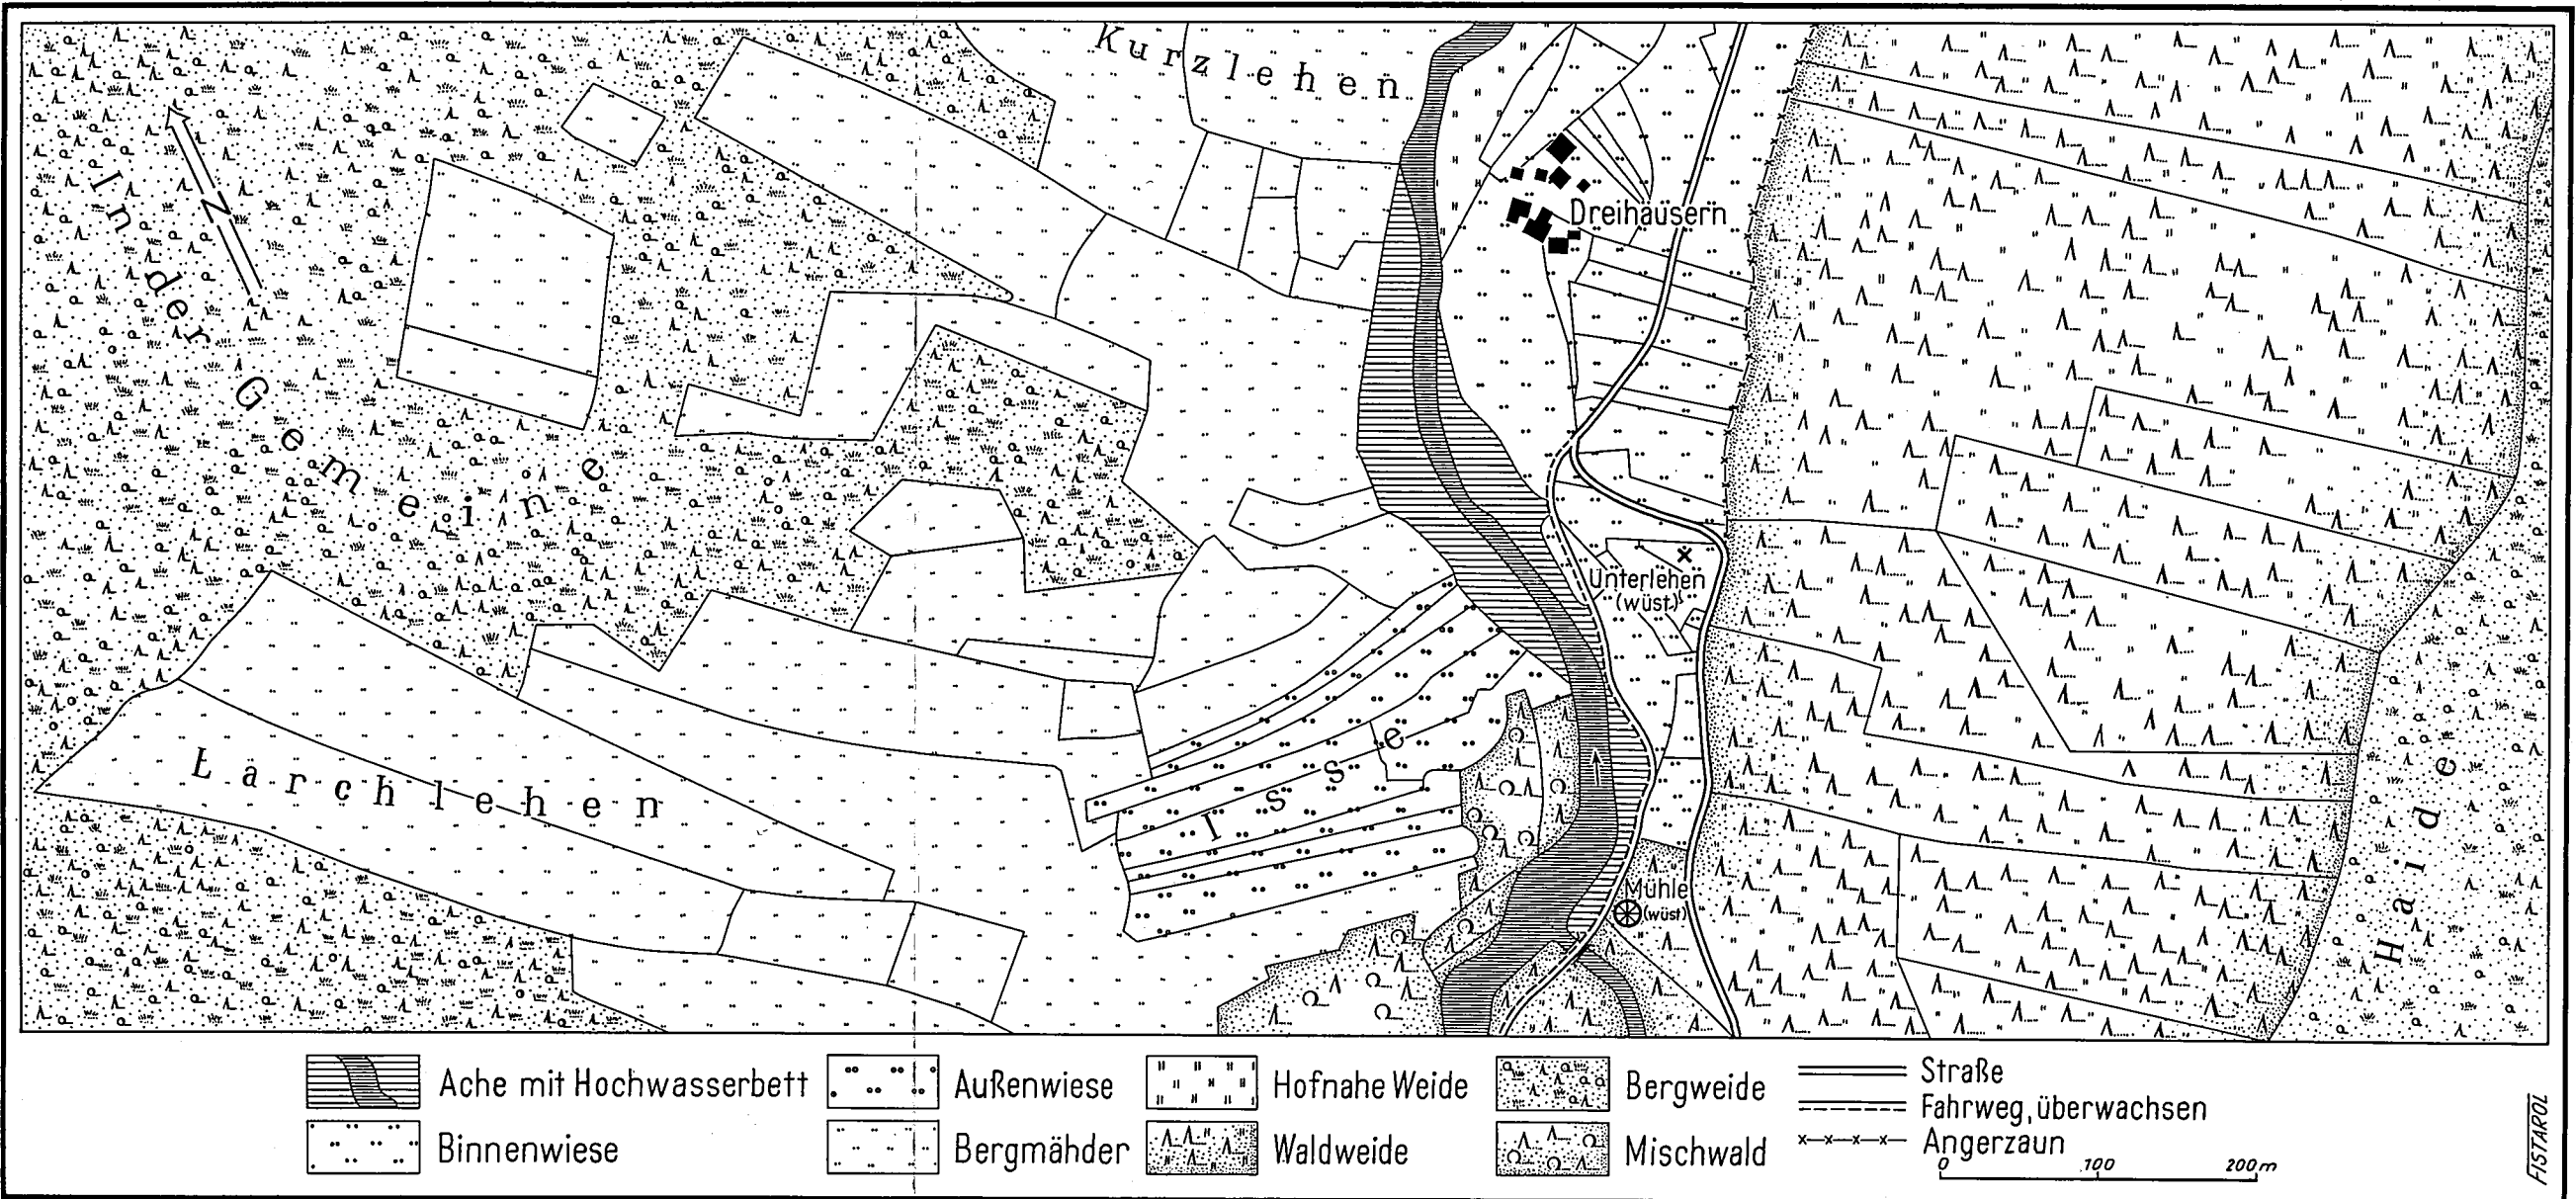 Kurzlehen
N
In der Gemeine
Dreihäusern
Unterlehen
(wüst)
Larchlehen
Isse
Mühle
(wüst)
Haide
Ache mit Hochwasserbett
Binnenwiese
Außenwiese
Bergmähder
Hofnahe Weide
Waldweide
Bergweide
Mischwald
Straße
Fahrweg, überwachsen
Angerzaun
0 100 200m
FISTAROL